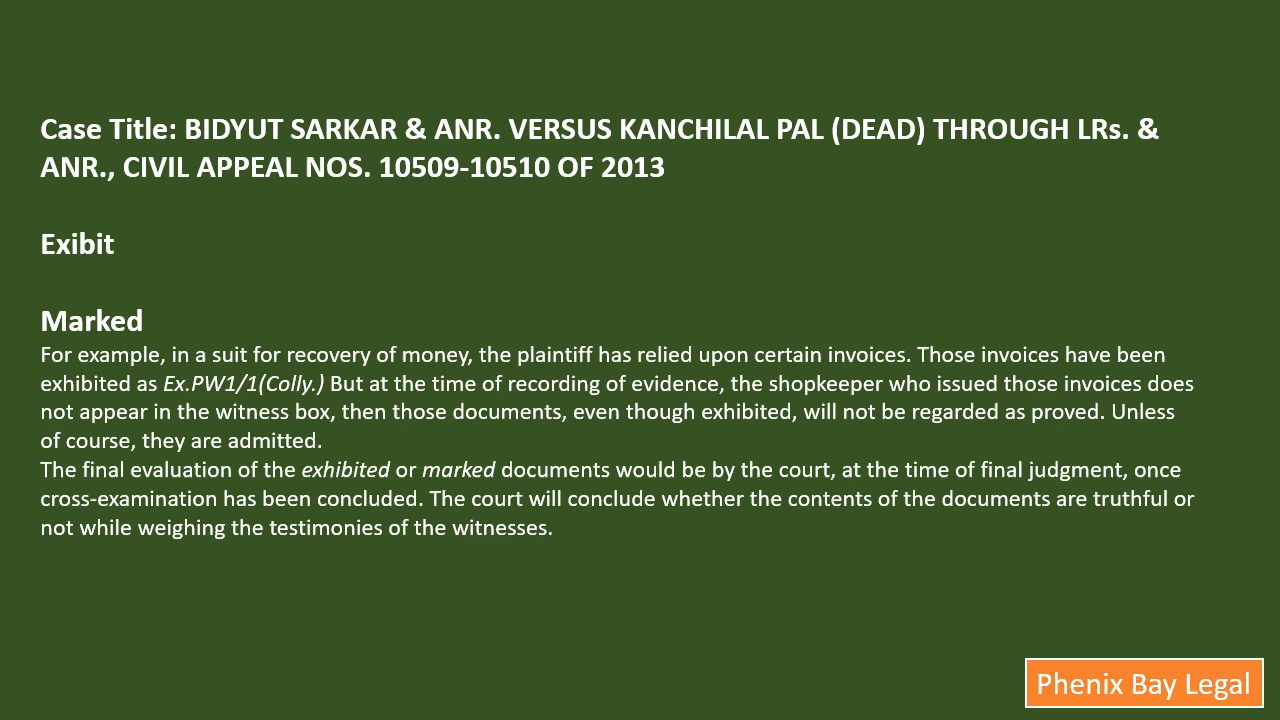 Case Title: BIDYUT SARKAR & ANR. VERSUS KANCHILAL PAL (DEAD) THROUGH LRs. &
ANR., CIVIL APPEAL NOS. 10509-10510 OF 2013
Exibit
Marked
For example, in a suit for recovery of money, the plaintiff has relied upon certain invoices. Those invoices have been
exhibited as Ex.PW1/1(Colly.) But at the time of recording of evidence, the shopkeeper who issued those invoices does
not appear in the witness box, then those documents, even though exhibited, will not be regarded as proved. Unless
of course, they are admitted.
The final evaluation of the exhibited or marked documents would be by the court, at the time of final judgment, once
cross-examination has been concluded. The court will conclude whether the contents of the documents are truthful or
not while weighing the testimonies of the witnesses.
Phenix Bay Legal